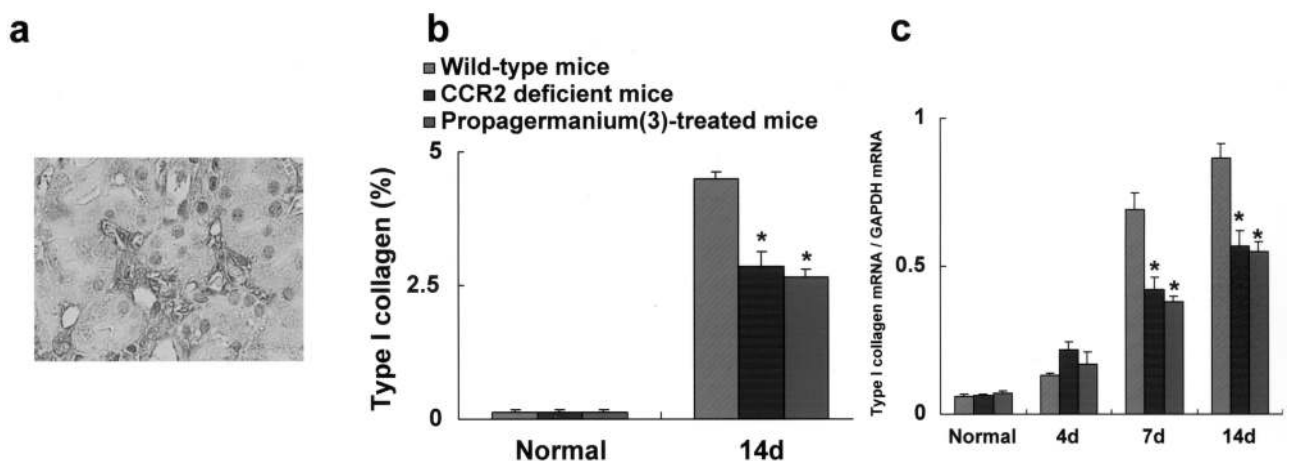 a
b
Wild-type mice
CCR2 deficient mice
Propagermanium(3)-treated mice
Type I collagen (%)
5
2.5
0
*
*
Normal
14d
c
Type I collagen mRNA / GAPDH mRNA
1
0.5
0
*
*
*
*
Normal
4d
7d
14d